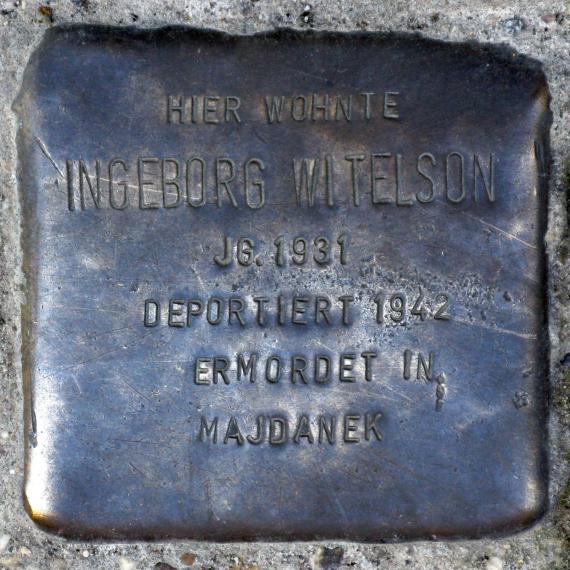 HIER WOHNTE
INGEBORG WITELSON
JG. 1931
DEPORTIERT 1942
ERMORDET IN
MAJDANEK